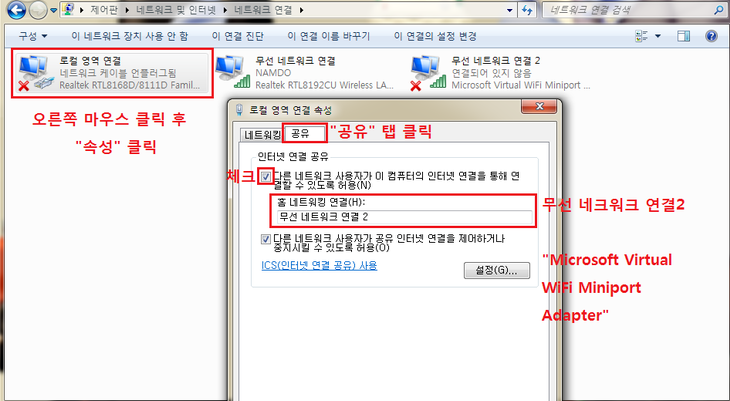 제어판 ▸ 네트워크 및 인터넷 ▸ 네트워크 연결 ▸
네트워크 연결 검색
구성 ▾ 이 네트워크 장치 사용 안 함 이 연결 진단 이 연결 이름 바꾸기 이 연결의 설정 변경
로컬 영역 연결
네트워크 케이블 언플러그됨
Realtek RTL8168D/8111D Famil...
무선 네트워크 연결
NAMDO
Realtek RTL8192CU Wireless LA...
무선 네트워크 연결 2
연결되어 있지 않음
Microsoft Virtual WiFi Miniport ...
오른쪽 마우스 클릭 후
"속성" 클릭
로컬 영역 연결 속성
네트워킹 공유
"공유" 탭 클릭
인터넷 연결 공유
체크
다른 네트워크 사용자가 이 컴퓨터의 인터넷 연결을 통해 연
결할 수 있도록 허용(N)
홈 네트워킹 연결(H):
무선 네트워크 연결 2
다른 네트워크 사용자가 공유 인터넷 연결을 제어하거나
중지시킬 수 있도록 허용(O)
ICS(인터넷 연결 공유) 사용
설정(G)...
무선 네크워크 연결2
"Microsoft Virtual
WiFi Miniport
Adapter"